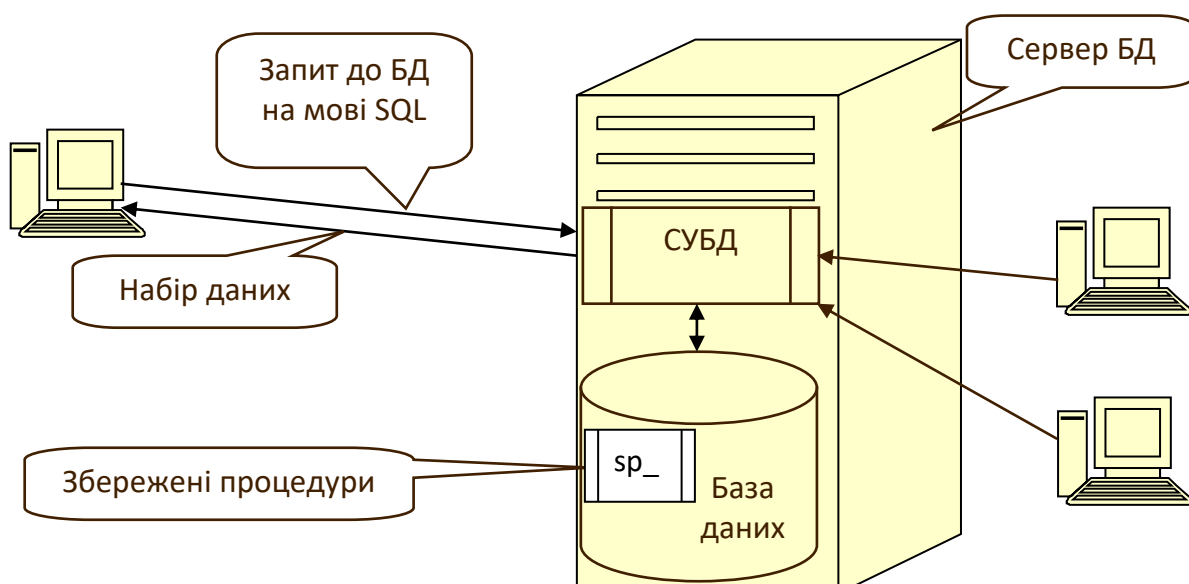 Запит до БД
на мові SQL
Сервер БД
СУБД
Набір даних
Збережені процедури
sp_
База
даних